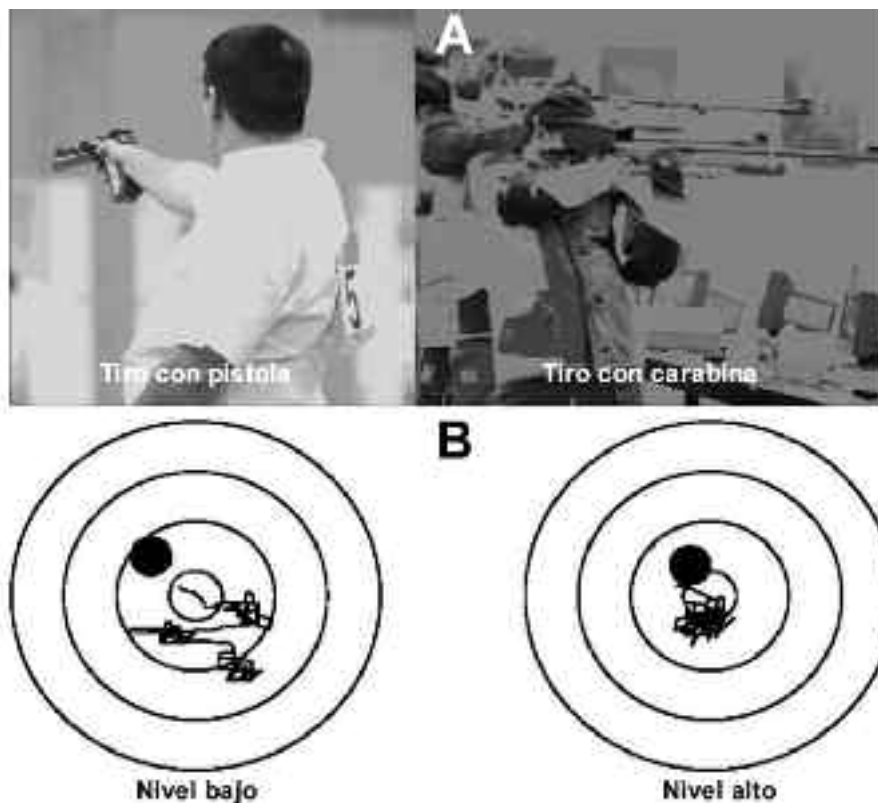 A
Tiro con pistola
Tiro con carabina
B
Nivel bajo
Nivel alto